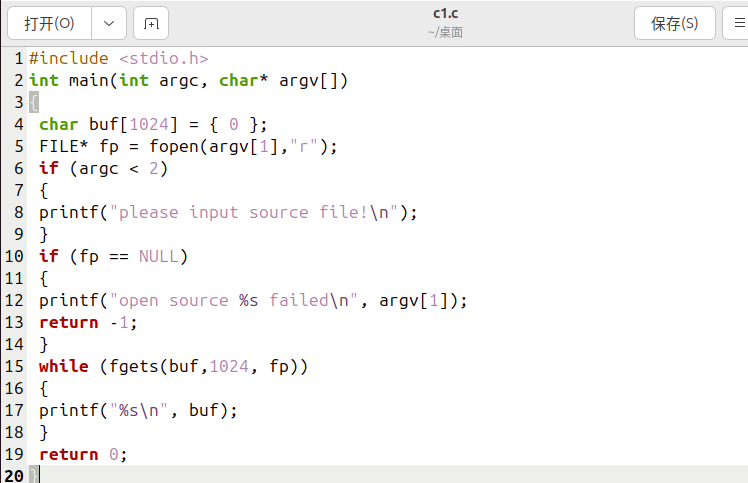 打开(O)
c1.c
~/桌面
保存(S)
1 #include <stdio.h>
2 int main(int argc, char* argv[])
3 {
4 char buf[1024] = { 0 };
5 FILE* fp = fopen(argv[1],"r");
6 if (argc < 2)
7 {
8 printf("please input source file!\n");
9 }
10 if (fp == NULL)
11 {
12 printf("open source %s failed\n", argv[1]);
13 return -1;
14 }
15 while (fgets(buf,1024, fp))
16 {
17 printf("%s\n", buf);
18 }
19 return 0;
20 }